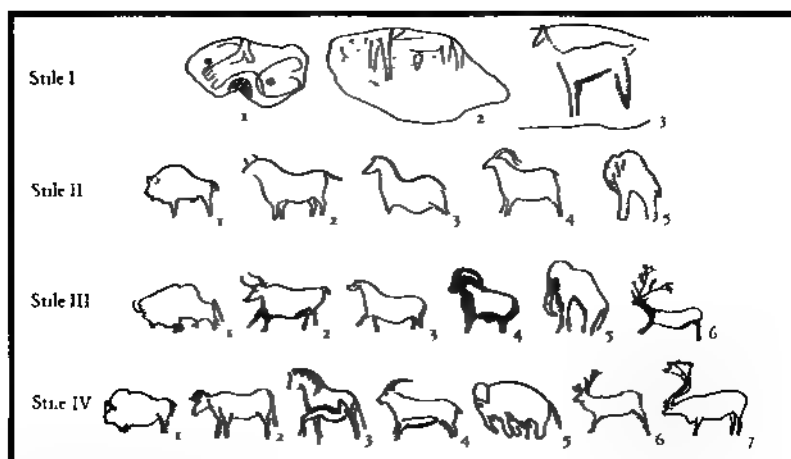 Stile I 1 2 3
Stile II 1 2 3 4 5
Stile III 1 2 3 4 5 6
Stile IV 1 2 3 4 5 6 7